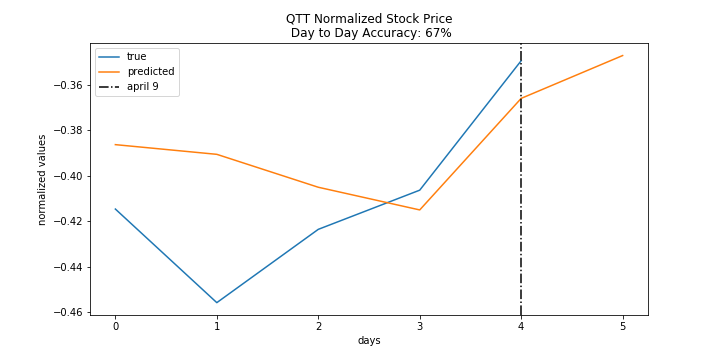 QTT Normalized Stock Price
Day to Day Accuracy: 67%
true
predicted
april 9
normalized values
−0.36
−0.38
−0.40
−0.42
−0.44
−0.46
0 1 2 3 4 5
days